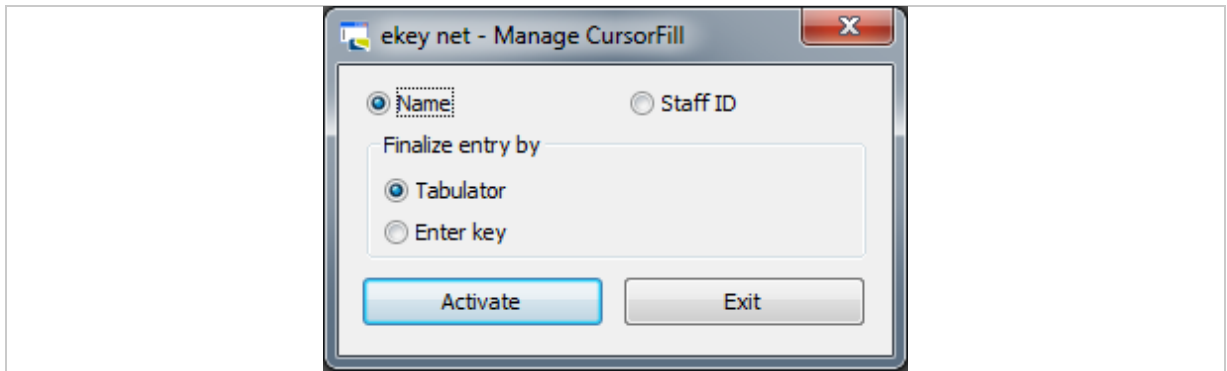 ekey net - Manage CursorFill
Name Staff ID
Finalize entry by
Tabulator
Enter key
Activate Exit